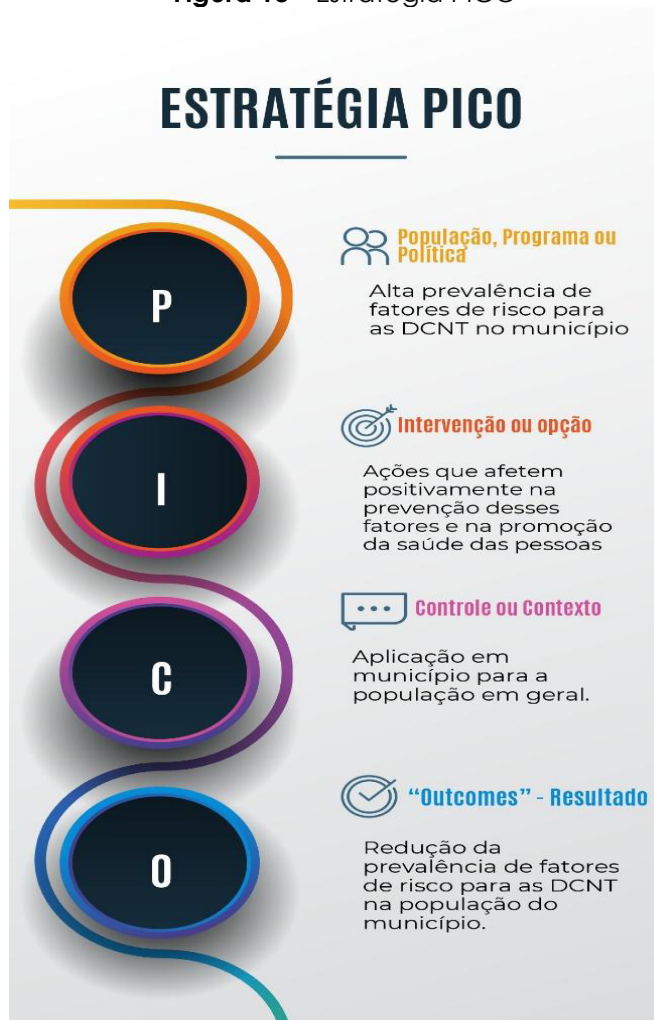 Estratégia PICO
ESTRATÉGIA PICO
P
População, Programa ou
Política
Alta prevalência de
fatores de risco para
as DCNT no município
I
Intervenção ou opção
Ações que afetem
positivamente na
prevenção desses
fatores e na promoção
da saúde das pessoas
C
Controle ou Contexto
Aplicação em
município para a
população em geral.
O
“Outcomes” - Resultado
Redução da
prevalência de fatores
de risco para as DCNT
na população do
município.